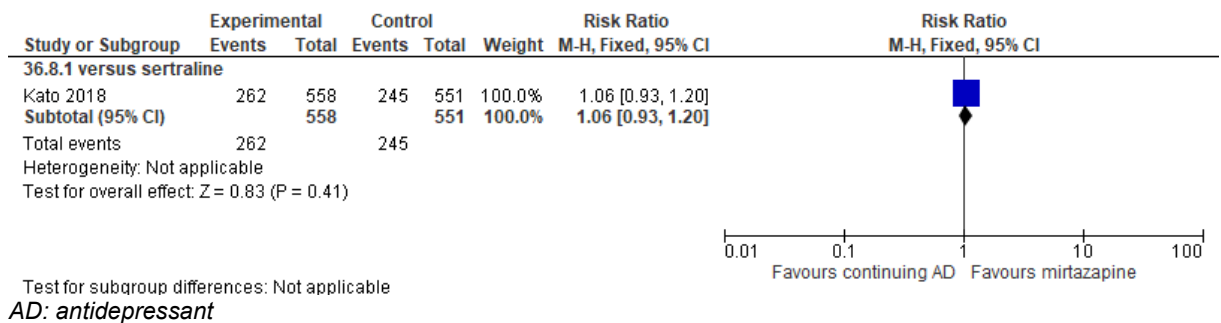 Experimental Control Risk Ratio Risk Ratio
Study or Subgroup Events Total Events Total Weight M-H, Fixed, 95% CI M-H, Fixed, 95% CI
36.8.1 versus sertraline
Kato 2018 262 558 245 551 100.0% 1.06 [0.93, 1.20]
Subtotal (95% CI) 558 551 100.0% 1.06 [0.93, 1.20]
Total events 262 245
Heterogeneity: Not applicable
Test for overall effect: Z = 0.83 (P = 0.41)
0.01 0.1 1 10 100
Favours continuing AD Favours mirtazapine
Test for subgroup differences: Not applicable
AD: antidepressant